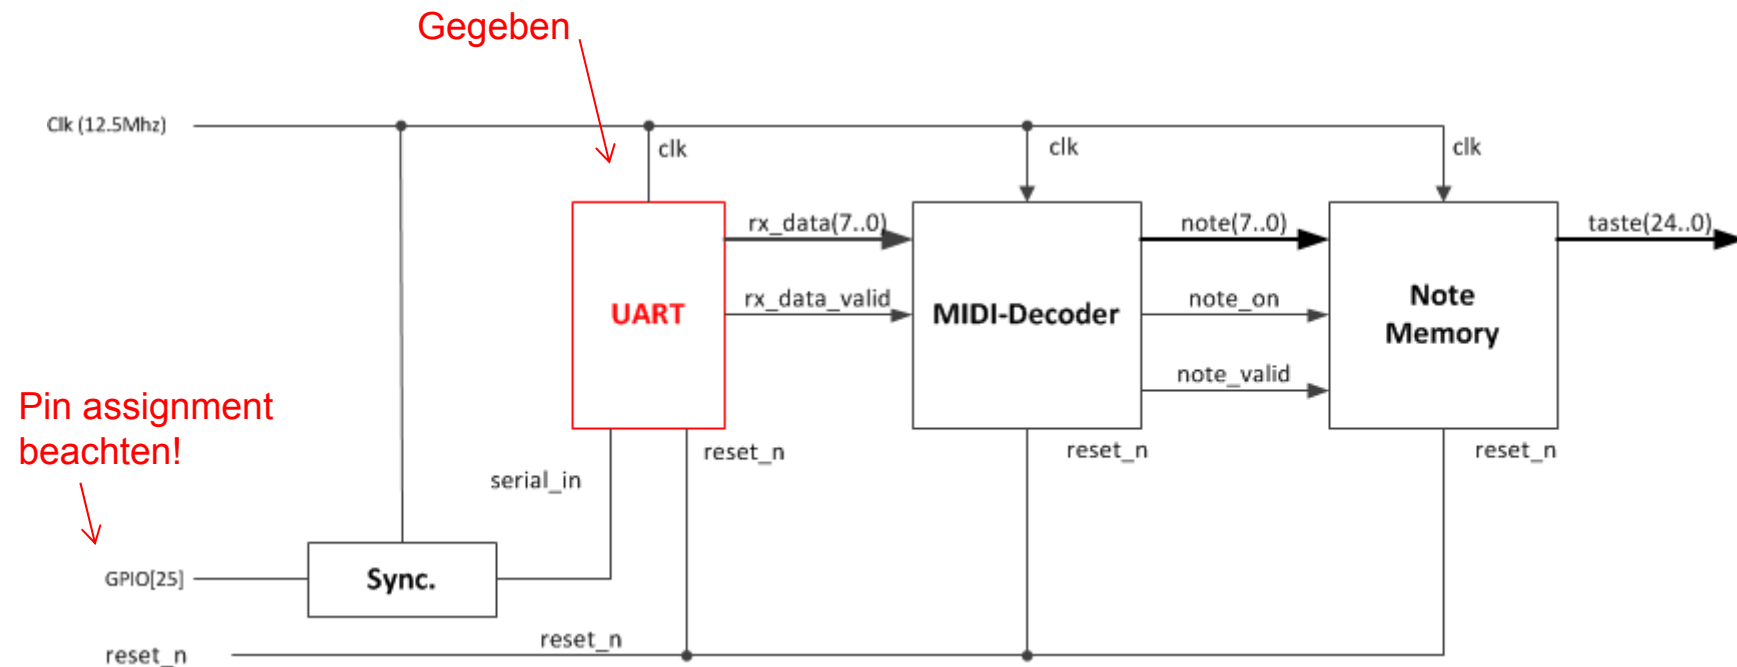 Gegeben
Clk (12.5Mhz)
clk
clk
clk
rx_data(7..0)
note(7..0)
taste(24..0)
rx_data_valid
note_on
UART
MIDI-Decoder
Note
Memory
note_valid
Pin assignment
beachten!
reset_n
reset_n
reset_n
serial_in
GPIO[25]
Sync.
reset_n
reset_n